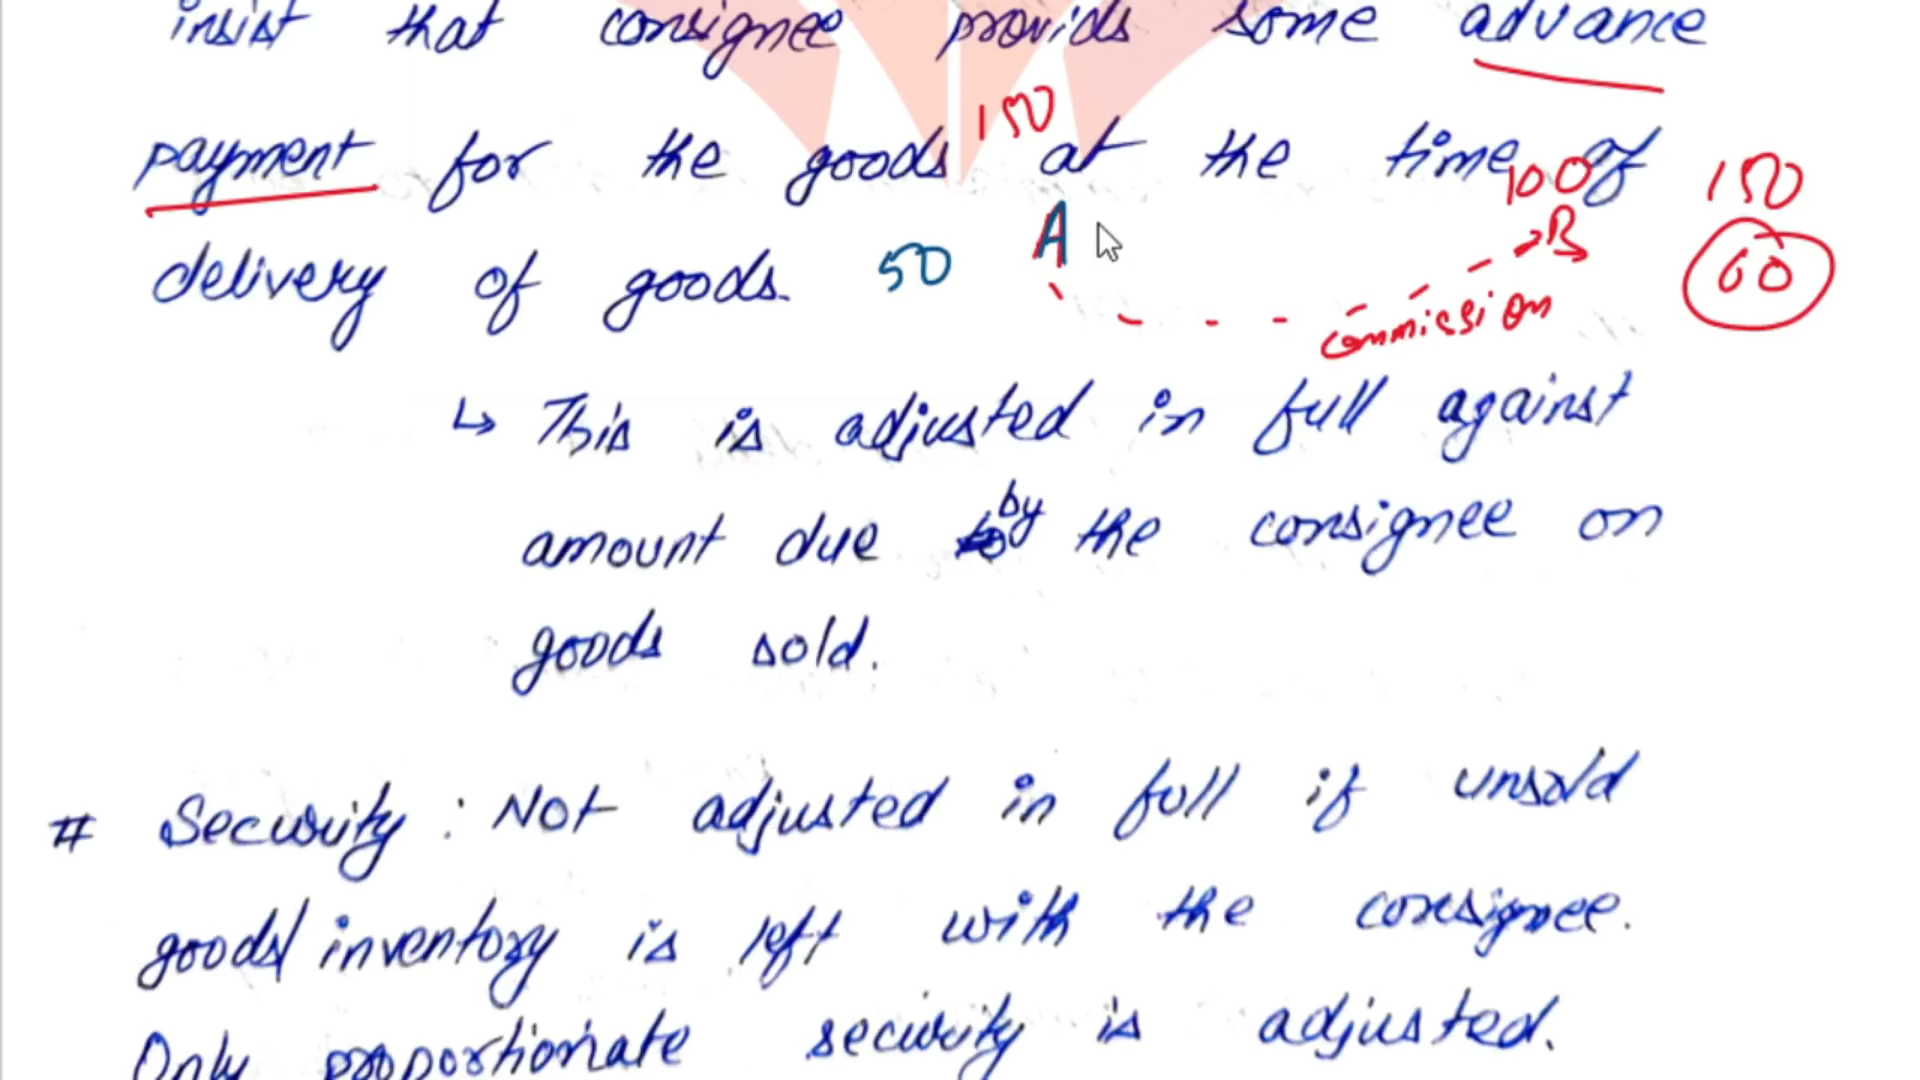 insist that consignee provids some advance
150
payment for the goods at the time of
100 150
delivery of goods. 50 A B 60
commission
↳ This is adjusted in full against
amount due by the consignee on
goods sold.
# Security : Not adjusted in full if unsold
goods/inventory is left with the consignee.
Only proportionate security is adjusted.